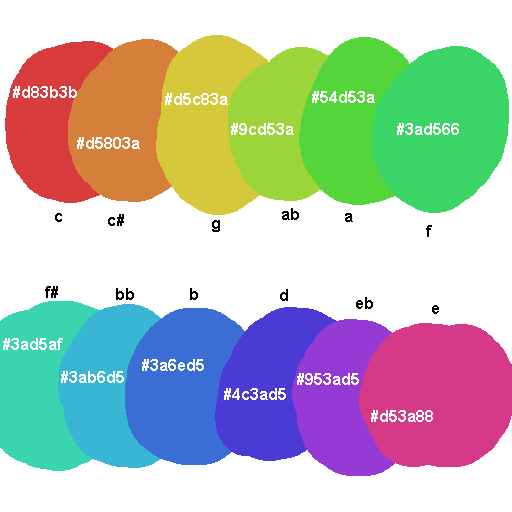 #d83b3b
#d5803a
#d5c83a
#9cd53a
#54d53a
#3ad566
c
c#
g
ab
a
f
f#
bb
b
d
eb
e
#3ad5af
#3ab6d5
#3a6ed5
#4c3ad5
#953ad5
#d53a88